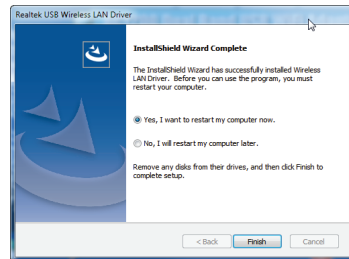 Realtek USB Wireless LAN Driver
InstallShield Wizard Complete
The InstallShield Wizard has successfully installed Wireless
LAN Driver. Before you can use the program, you must
restart your computer.
Yes, I want to restart my computer now.
No, I will restart my computer later.
Remove any disks from their drives, and then click Finish to
complete setup.
< Back Finish Cancel